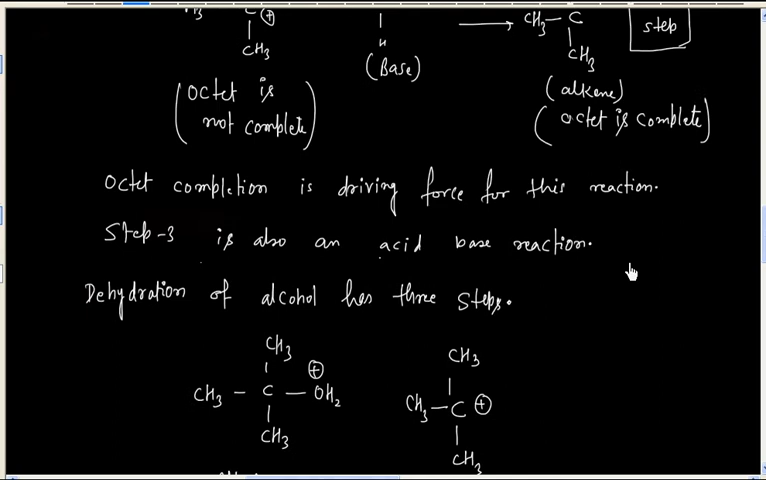 CH₃ C ⊕ CH₃— C step
CH₃ H CH₃
(Base) (alkene)
(Octet is not complete) (octet is complete)
Octet completion is driving force for this reaction.
Step-3 is also an acid base reaction.
Dehydration of alcohol has three steps.
CH₃ CH₃
⊕
CH₃ — C — OH₂ CH₃—C ⊕
CH₃ CH₃